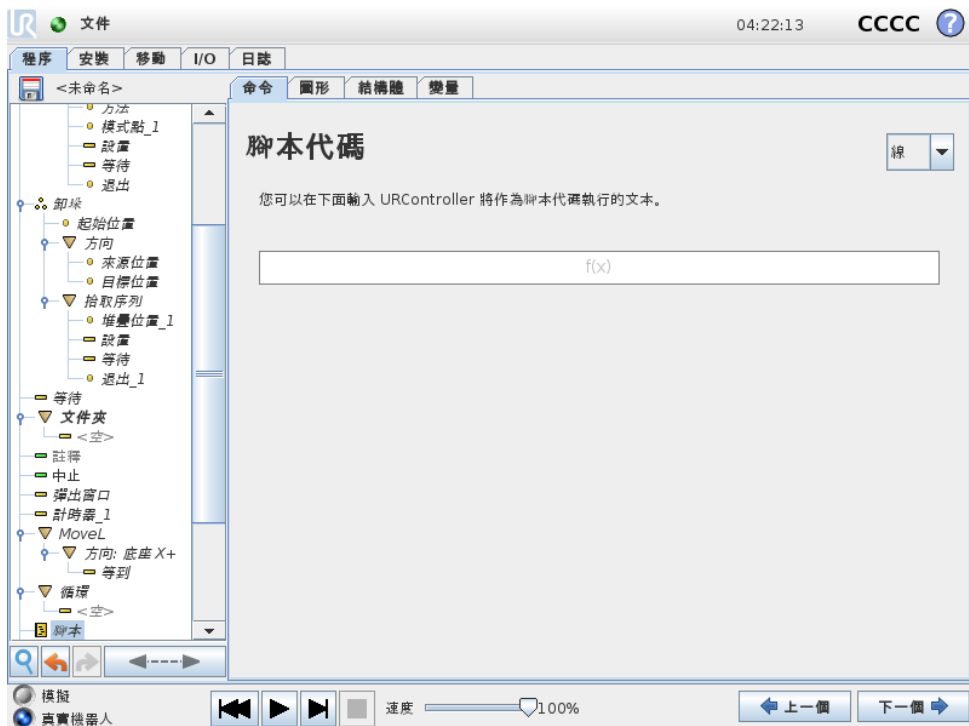 UR 文件 04:22:13 CCCC ?
程序 安裝 移動 I/O 日誌
<未命名> 命令 圖形 結構體 變量
方法
模式點_1
設置
等待
退出
卸垛
起始位置
方向
來源位置
目標位置
拾取序列
堆疊位置_1
設置
等待
退出_1
等待
文件夾
<空>
註釋
中止
彈出窗口
計時器_1
MoveL
方向: 底座 X+
等到
循環
<空>
腳本
腳本代碼
線
您可以在下面輸入 URController 將作為腳本代碼執行的文本。
f(x)
模擬
真實機器人
速度 100%
上一個 下一個